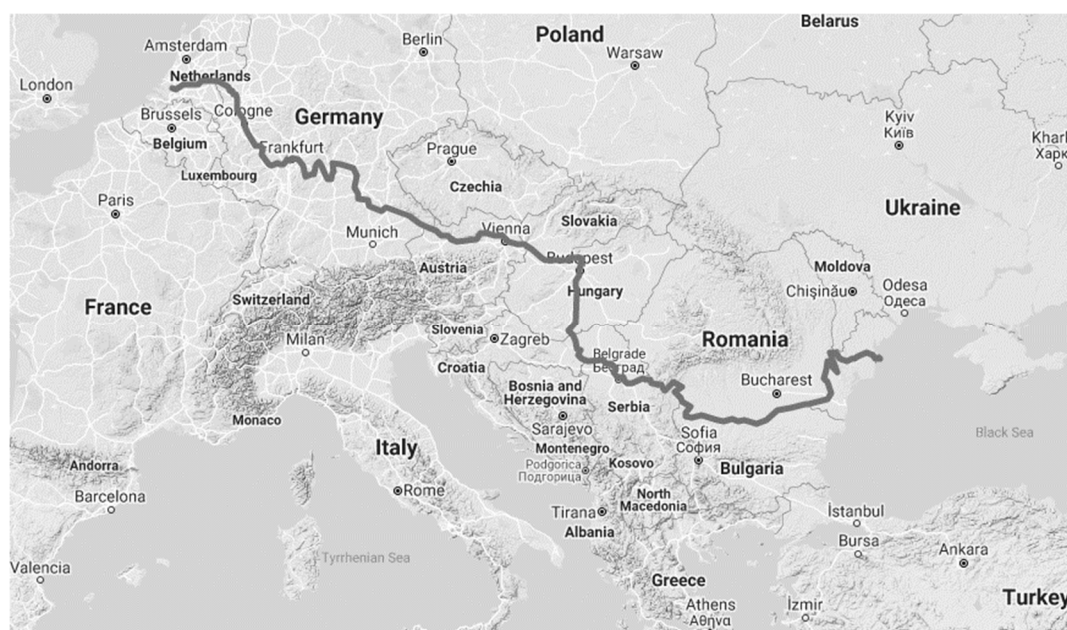 Belarus
Poland
Berlin
Amsterdam
Warsaw
Netherlands
London
Cologne
Brussels
Germany
Kyiv
Київ
Belgium
Frankfurt
Prague
Luxembourg
Czechia
Paris
Ukraine
Vienna
Slovakia
Munich
Budapest
Austria
Moldova
Hungary
Chișinău
Odesa
Одеса
Switzerland
France
Slovenia
Zagreb
Milan
Romania
Belgrade
Београд
Croatia
Bucharest
Bosnia and
Herzegovina
Serbia
Monaco
Sarajevo
Sofia
София
Black Sea
Italy
Montenegro
Podgorica
Подгорица
Kosovo
Bulgaria
Andorra
Rome
Barcelona
North
Macedonia
Tirana
Albania
İstanbul
Bursa
Ankara
Tyrrhenian Sea
Valencia
Greece
Turkey
Athens
Αθήνα
İzmir